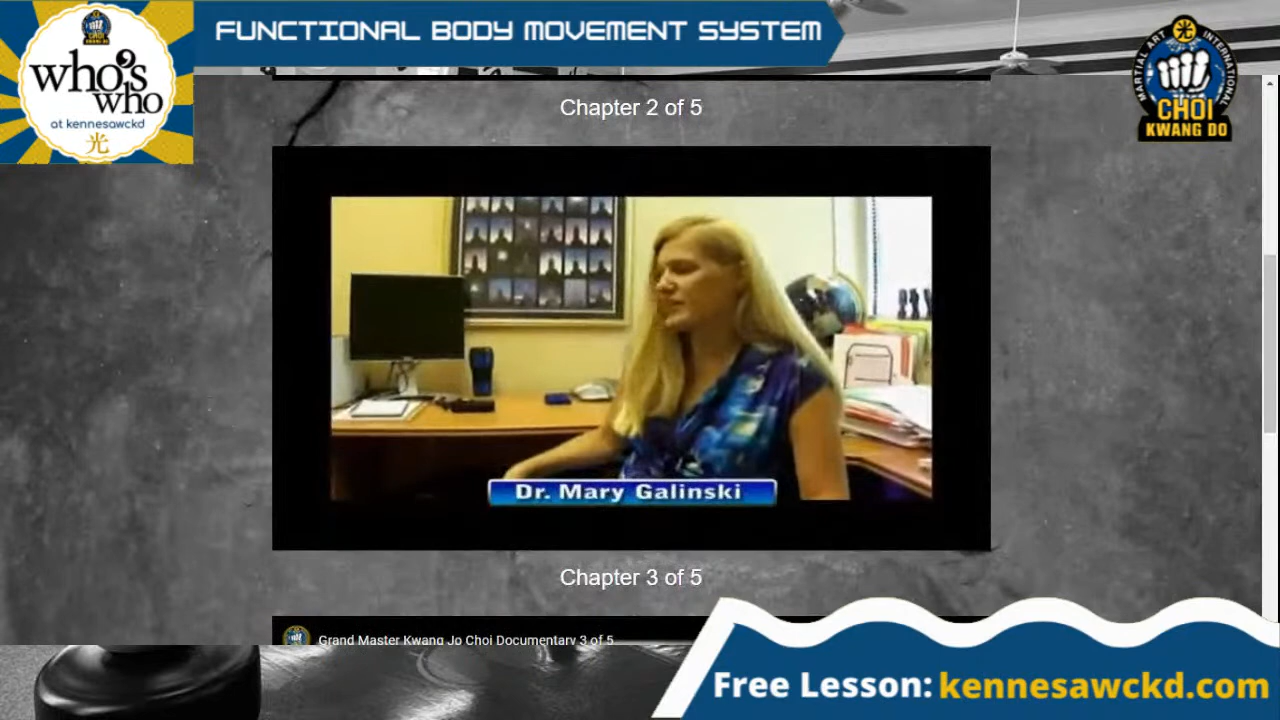 FUNCTIONAL BODY MOVEMENT SYSTEM
who's
who
at kennesawckd
光
光
MARTIAL ART INTERNATIONAL
CHOI
KWANG DO
Chapter 2 of 5
Dr. Mary Galinski
Chapter 3 of 5
Grand Master Kwang Jo Choi Documentary 3 of 5
Free Lesson: kennesawckd.com